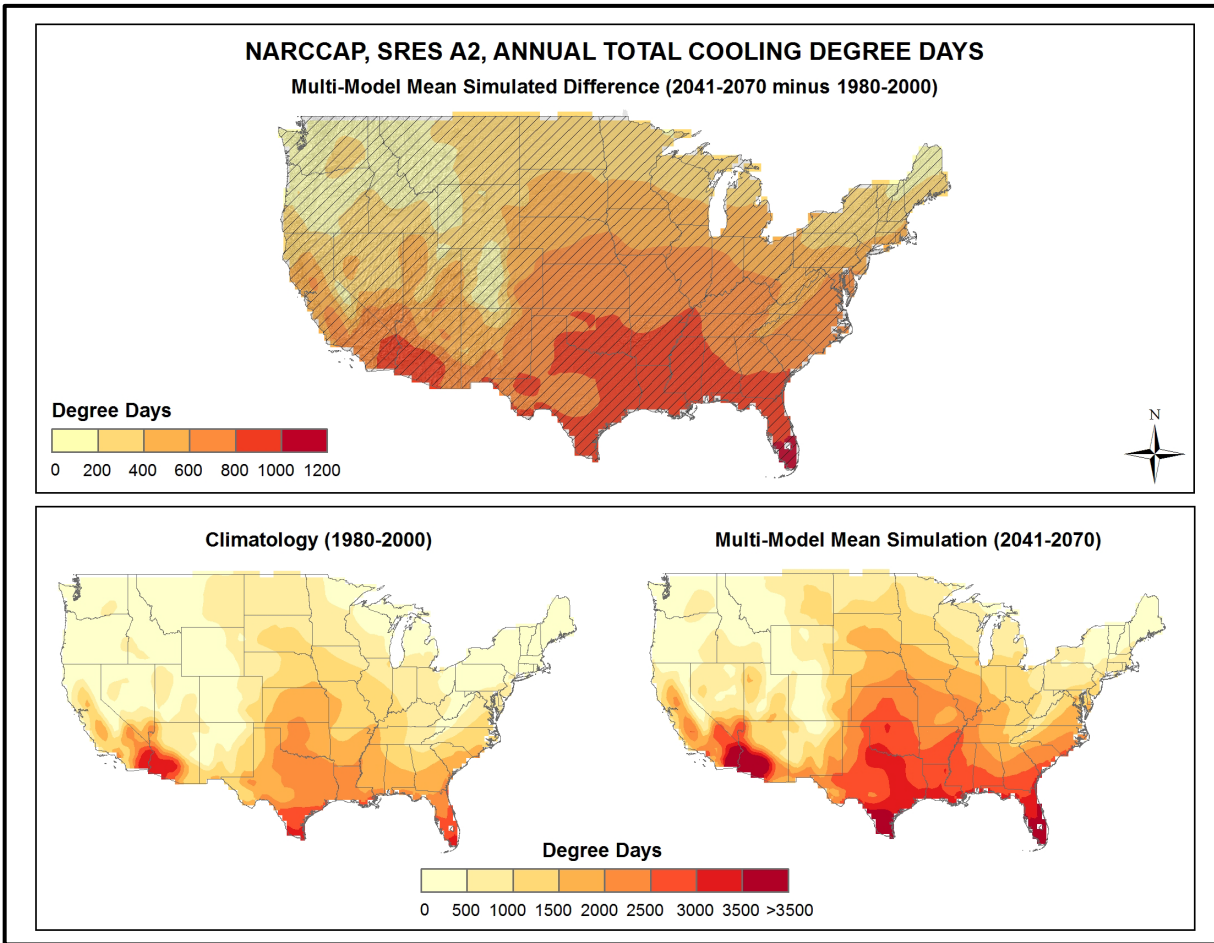 NARCCAP, SRES A2, ANNUAL TOTAL COOLING DEGREE DAYS
Multi-Model Mean Simulated Difference (2041-2070 minus 1980-2000)
Degree Days
0 200 400 600 800 1000 1200
N
Climatology (1980-2000)
Multi-Model Mean Simulation (2041-2070)
Degree Days
0 500 1000 1500 2000 2500 3000 3500 >3500